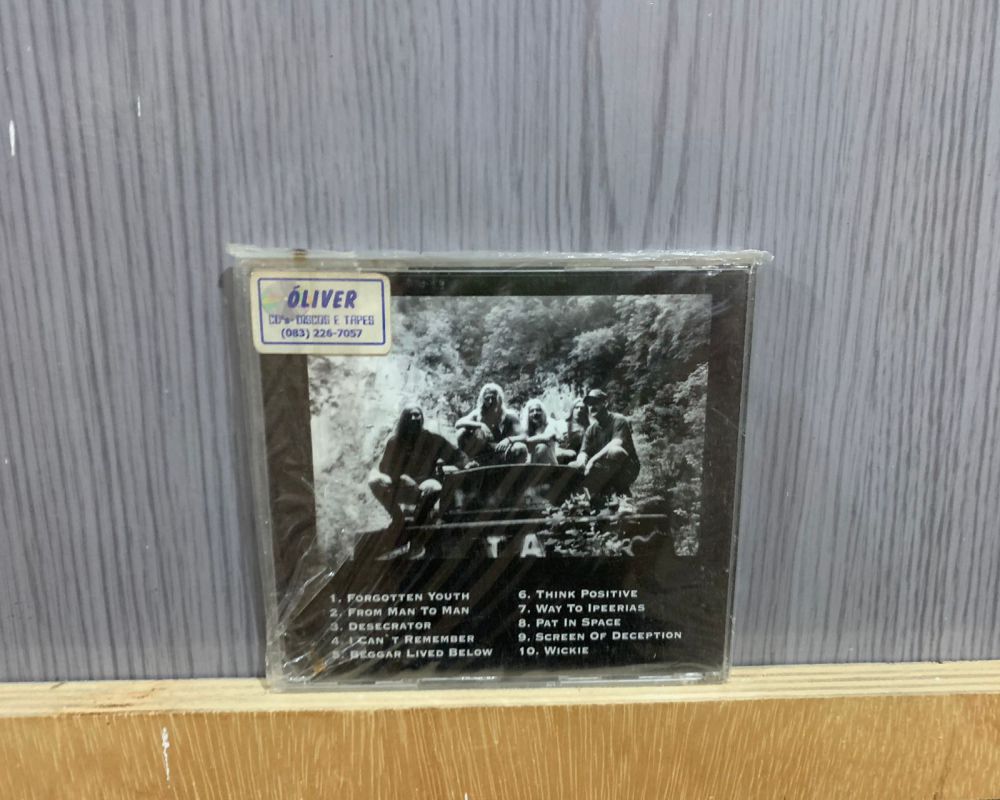 ÓLIVER
CD's-DISCOS E TAPES
(083) 226-7057
TA
1. FORGOTTEN YOUTH
2. FROM MAN TO MAN
3. DESECRATOR
4. I CAN`T REMEMBER
5. BEGGAR LIVED BELOW
6. THINK POSITIVE
7. WAY TO IPEERIAS
8. PAT IN SPACE
9. SCREEN OF DECEPTION
10. WICKIE